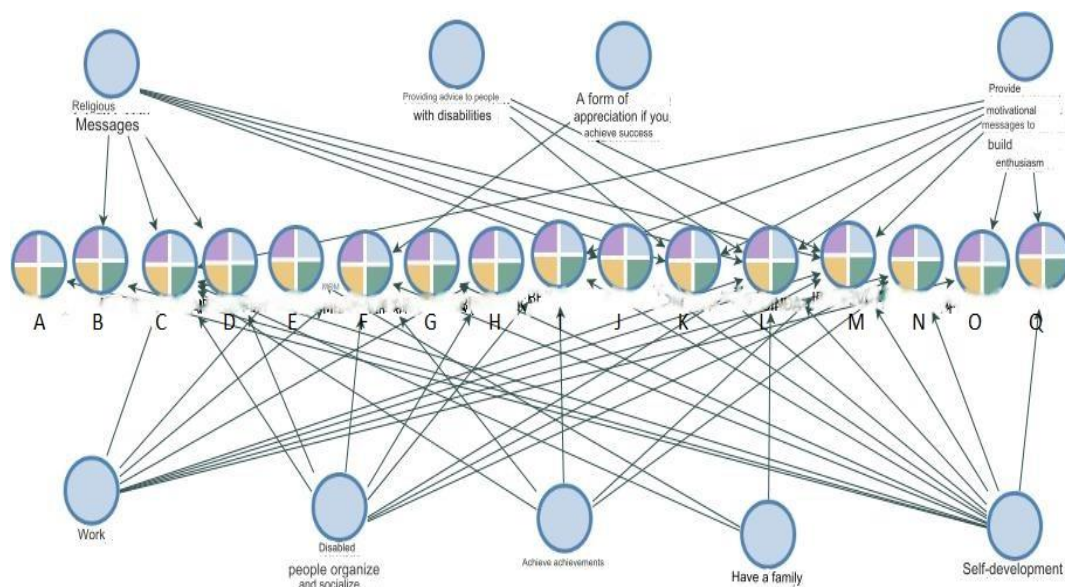 Religious
Messages
Providing advice to people
with disabilities
A form of
appreciation if you
achieve success
Provide
motivational
messages to
build
enthusiasm
A B C D E F G H I J K L M N O Q
Work
Disabled
people organize
and socialize
Achieve achievements
Have a family
Self-development